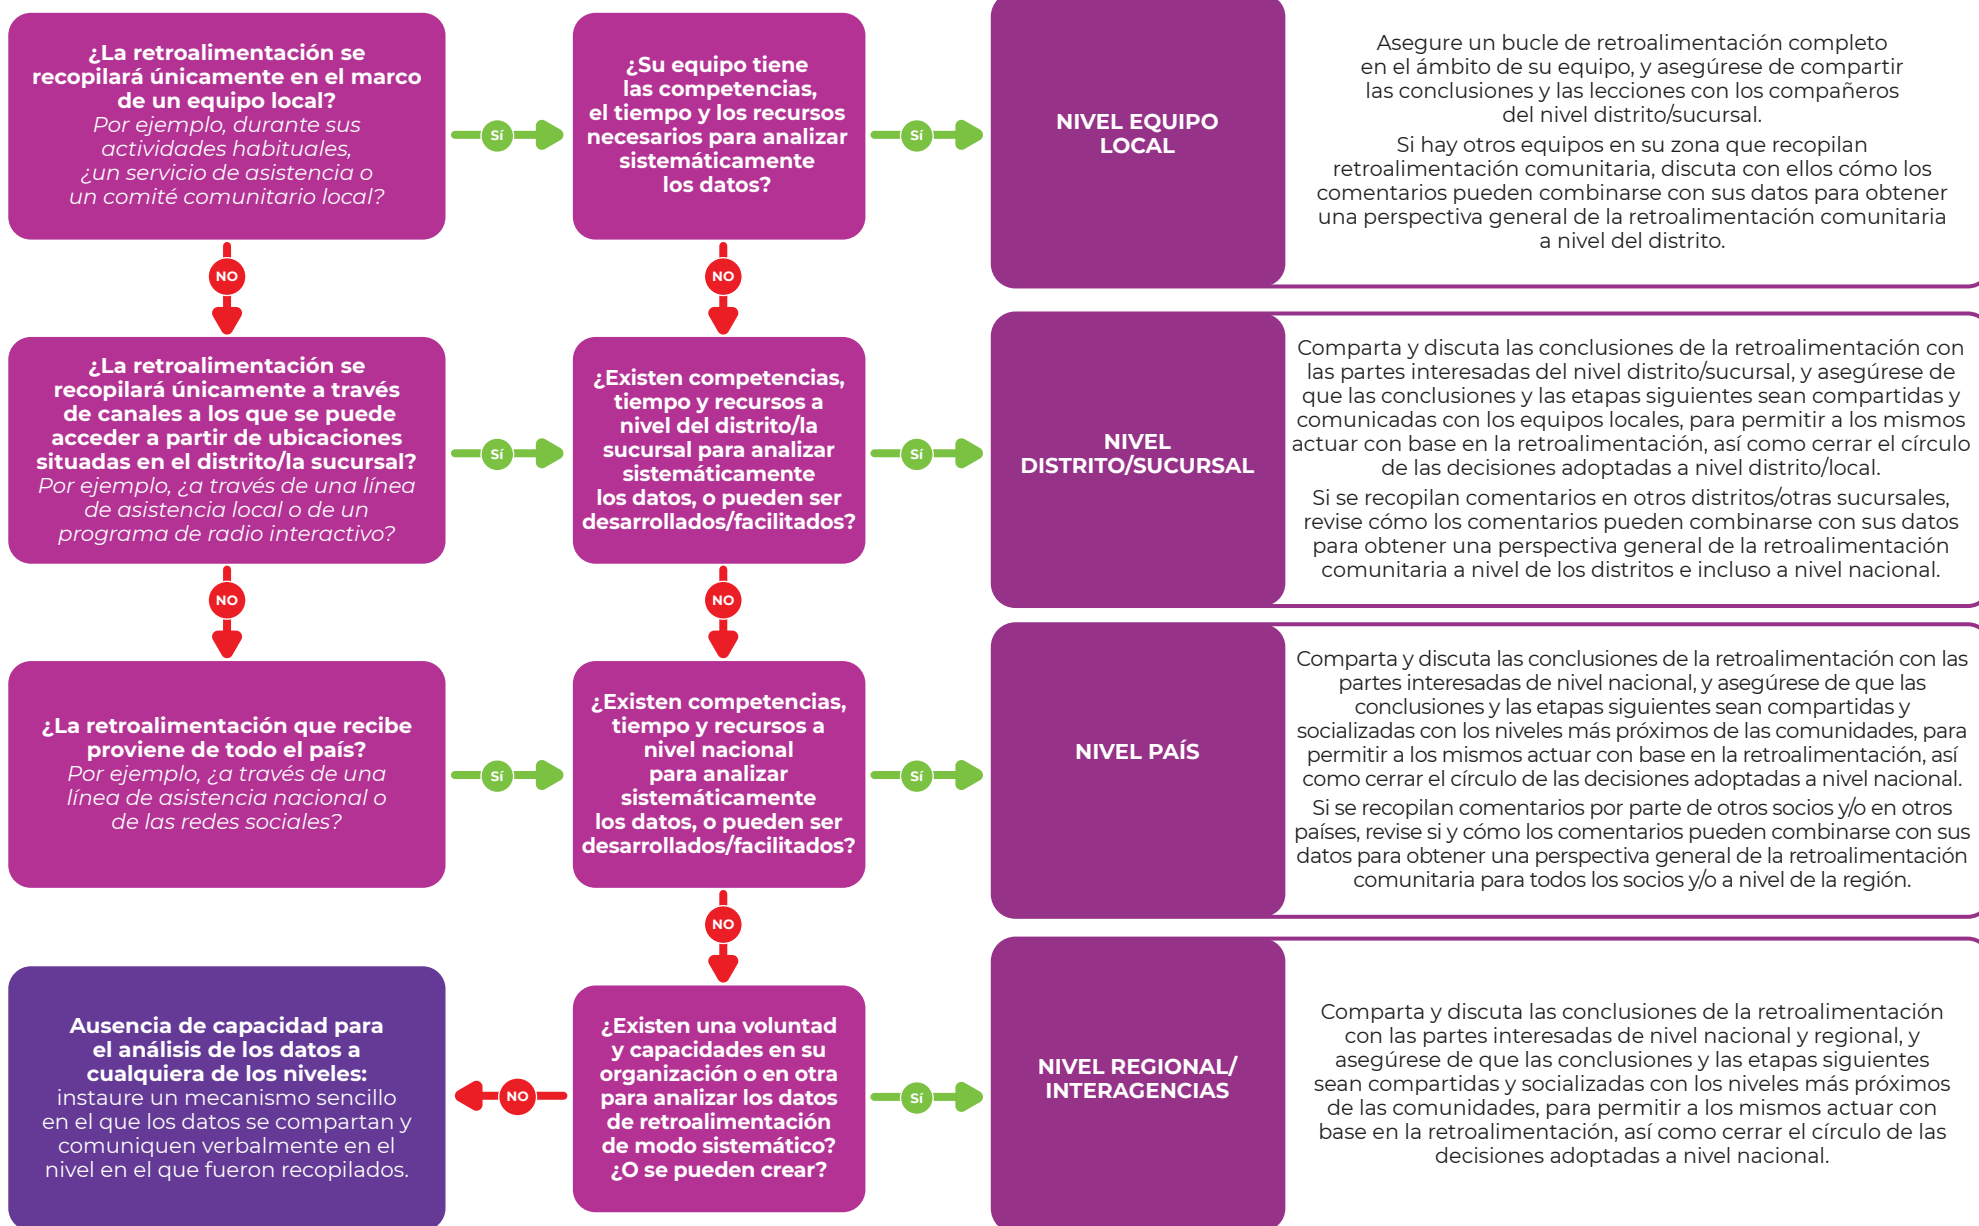 ¿La retroalimentación se
recopilará únicamente en el marco
de un equipo local?
Por ejemplo, durante sus
actividades habituales,
¿un servicio de asistencia o
un comité comunitario local?
Sí
¿Su equipo tiene
las competencias,
el tiempo y los recursos
necesarios para analizar
sistemáticamente
los datos?
Sí
NIVEL EQUIPO
LOCAL
Asegure un bucle de retroalimentación completo
en el ámbito de su equipo, y asegúrese de compartir
las conclusiones y las lecciones con los compañeros
del nivel distrito/sucursal.
Si hay otros equipos en su zona que recopilan
retroalimentación comunitaria, discuta con ellos cómo los
comentarios pueden combinarse con sus datos para obtener
una perspectiva general de la retroalimentación comunitaria
a nivel del distrito.
NO
NO
¿La retroalimentación se
recopilará únicamente a través
de canales a los que se puede
acceder a partir de ubicaciones
situadas en el distrito/la sucursal?
Por ejemplo, ¿a través de una línea
de asistencia local o de un
programa de radio interactivo?
Sí
¿Existen competencias,
tiempo y recursos a
nivel del distrito/la
sucursal para analizar
sistemáticamente
los datos, o pueden ser
desarrollados/facilitados?
Sí
NIVEL
DISTRITO/SUCURSAL
Comparta y discuta las conclusiones de la retroalimentación con
las partes interesadas del nivel distrito/sucursal, y asegúrese de
que las conclusiones y las etapas siguientes sean compartidas y
comunicadas con los equipos locales, para permitir a los mismos
actuar con base en la retroalimentación, así como cerrar el círculo
de las decisiones adoptadas a nivel distrito/local.
Si se recopilan comentarios en otros distritos/otras sucursales,
revise cómo los comentarios pueden combinarse con sus datos
para obtener una perspectiva general de la retroalimentación
comunitaria a nivel de los distritos e incluso a nivel nacional.
NO
NO
¿La retroalimentación que recibe
proviene de todo el país?
Por ejemplo, ¿a través de una
línea de asistencia nacional o
de las redes sociales?
Sí
¿Existen competencias,
tiempo y recursos a
nivel nacional
para analizar
sistemáticamente
los datos, o pueden ser
desarrollados/facilitados?
Sí
NIVEL PAÍS
Comparta y discuta las conclusiones de la retroalimentación con las
partes interesadas de nivel nacional, y asegúrese de que las
conclusiones y las etapas siguientes sean compartidas y
socializadas con los niveles más próximos de las comunidades, para
permitir a los mismos actuar con base en la retroalimentación, así
como cerrar el círculo de las decisiones adoptadas a nivel nacional.
Si se recopilan comentarios por parte de otros socios y/o en otros
países, revise si y cómo los comentarios pueden combinarse con sus
datos para obtener una perspectiva general de la retroalimentación
comunitaria para todos los socios y/o a nivel de la región.
NO
Ausencia de capacidad para
el análisis de los datos a
cualquiera de los niveles:
instaure un mecanismo sencillo
en el que los datos se compartan y
comuniquen verbalmente en el
nivel en el que fueron recopilados.
NO
¿Existen una voluntad
y capacidades en su
organización o en otra
para analizar los datos
de retroalimentación
de modo sistemático?
¿O se pueden crear?
Sí
NIVEL REGIONAL/
INTERAGENCIAS
Comparta y discuta las conclusiones de la retroalimentación
con las partes interesadas de nivel nacional y regional, y
asegúrese de que las conclusiones y las etapas siguientes
sean compartidas y socializadas con los niveles más próximos
de las comunidades, para permitir a los mismos actuar con
base en la retroalimentación, así como cerrar el círculo de las
decisiones adoptadas a nivel nacional.